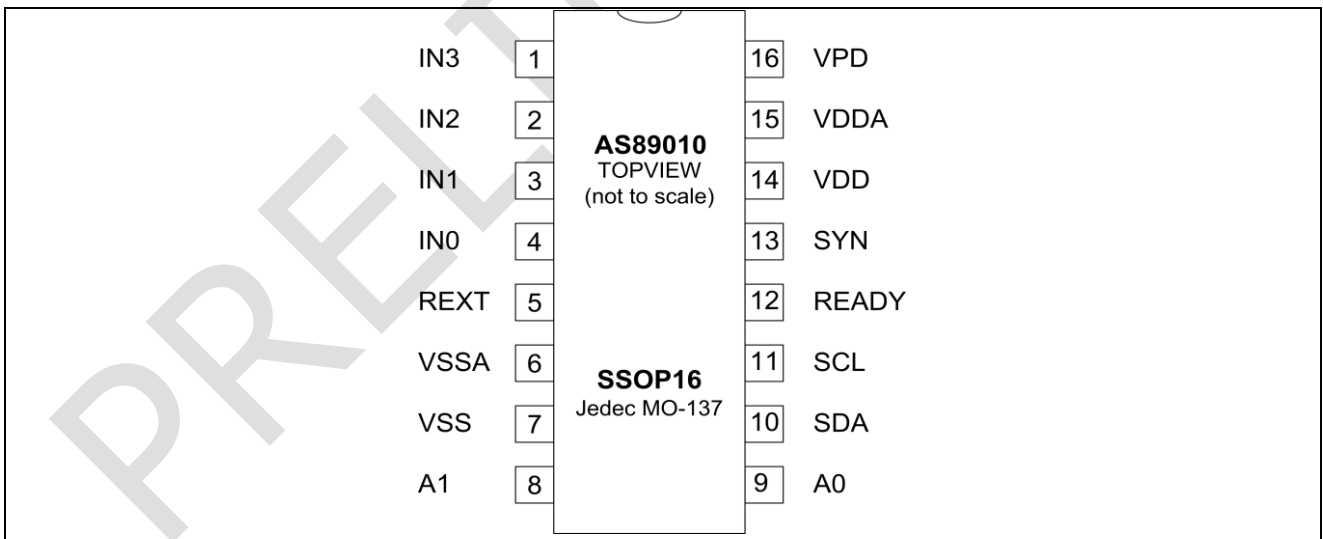 IN3 1 16 VPD
IN2 2 15 VDDA
AS89010
TOPVIEW
IN1 3 14 VDD
(not to scale)
IN0 4 13 SYN
REXT 5 12 READY
VSSA 6 11 SCL
SSOP16
Jedec MO-137
VSS 7 10 SDA
A1 8 9 A0
PRELI